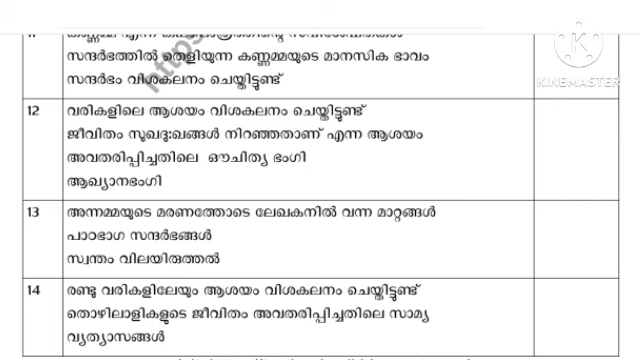 സന്ദർഭത്തിൽ തെളിയുന്ന കണ്ണമ്മയുടെ മാനസിക ഭാവം
സന്ദർഭം വിശകലനം ചെയ്തിട്ടുണ്ട്
KINEMASTER
12 വരികളിലെ ആശയം വിശകലനം ചെയ്തിട്ടുണ്ട്
ജീവിതം സുഖദുഃഖങ്ങൾ നിറഞ്ഞതാണ് എന്ന ആശയം
അവതരിപ്പിച്ചതിലെ ഔചിത്യ ഭംഗി
ആഖ്യാനഭംഗി
13 അന്നമ്മയുടെ മരണത്തോടെ ലേഖകനിൽ വന്ന മാറ്റങ്ങൾ
പാഠഭാഗ സന്ദർഭങ്ങൾ
സ്വന്തം വിലയിരുത്തൽ
14 രണ്ടു വരികളിലേയും ആശയം വിശകലനം ചെയ്തിട്ടുണ്ട്
തൊഴിലാളികളുടെ ജീവിതം അവതരിപ്പിച്ചതിലെ സാമ്യ
വ്യത്യാസങ്ങൾ